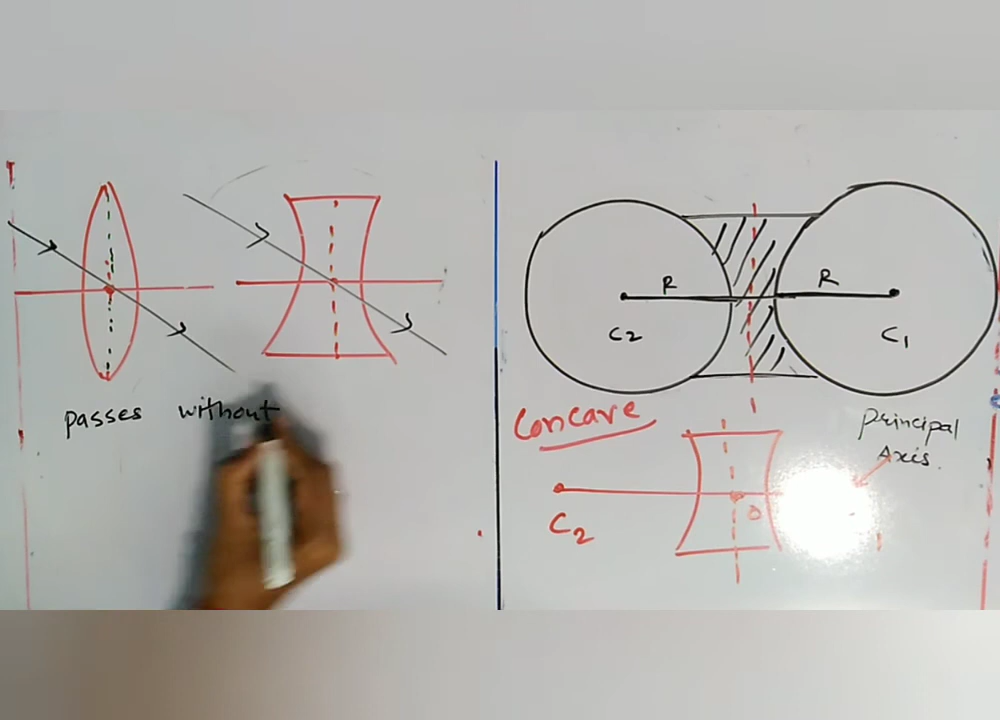 passes without
R
R
C2
C1
Concave
principal
Axis.
C2
O